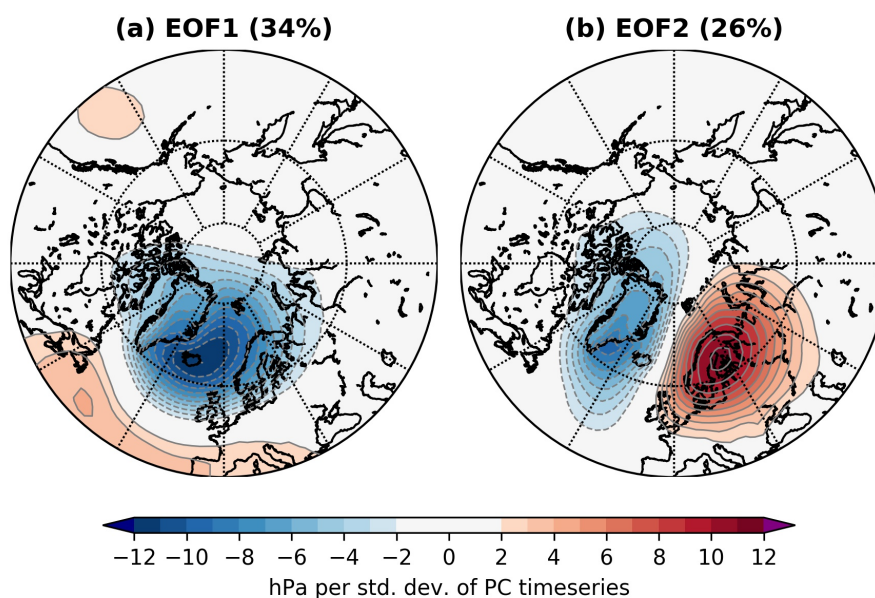 (a) EOF1 (34%)
(b) EOF2 (26%)
−12 −10 −8 −6 −4 −2 0 2 4 6 8 10 12
hPa per std. dev. of PC timeseries